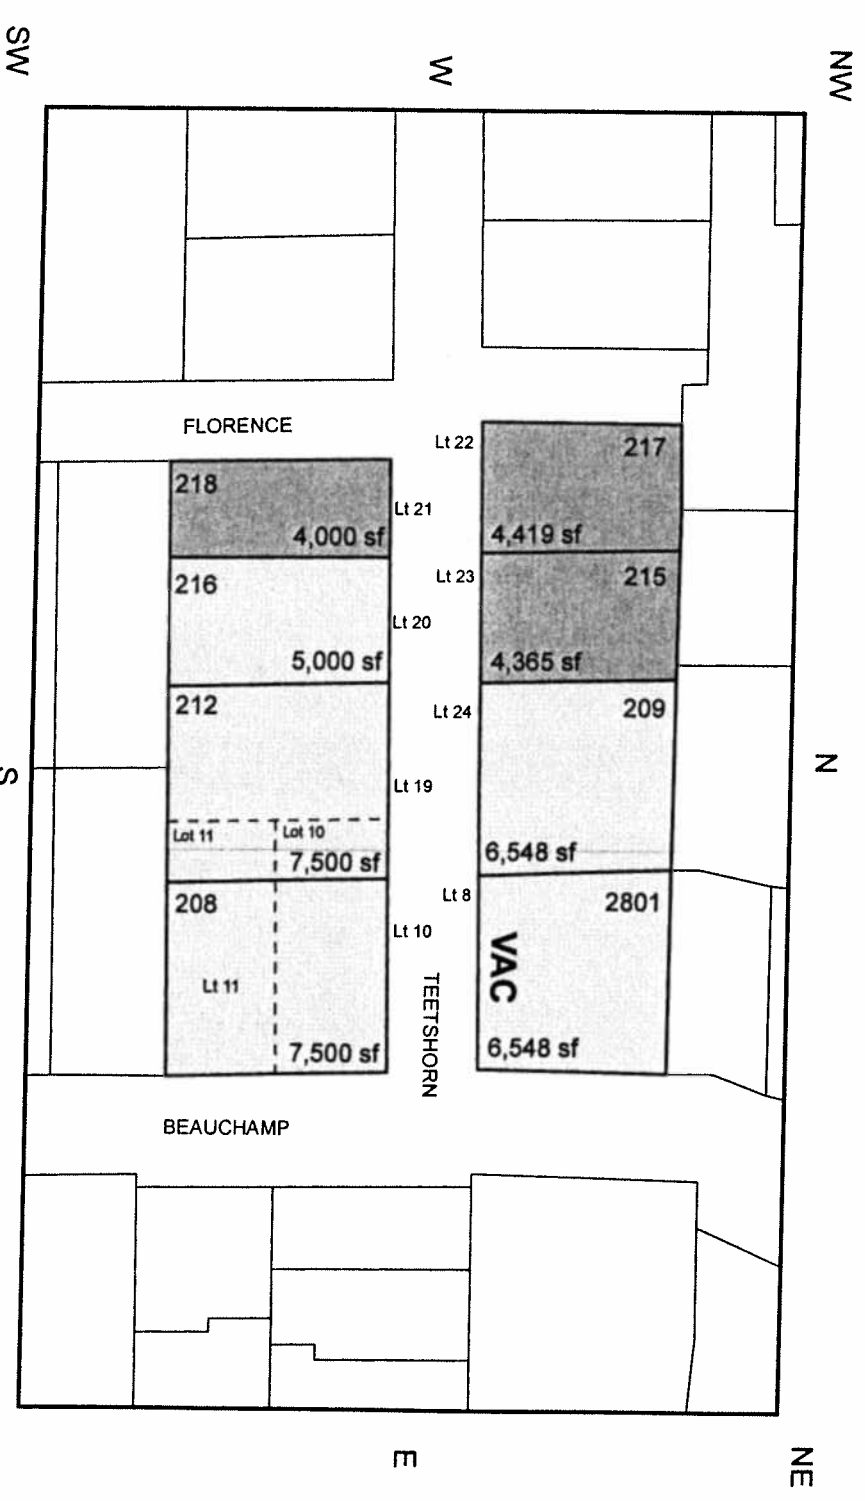 SW
W
NW
FLORENCE
Lt 22
217
4,419 sf
218
4,000 sf
Lt 21
Lt 23
215
4,365 sf
216
5,000 sf
Lt 20
Lt 24
209
6,548 sf
212
Lt 19
Lot 11
Lot 10
7,500 sf
S
N
Lt 8
2801
VAC
6,548 sf
208
Lt 10
Lt 11
7,500 sf
TEETSHORN
BEAUCHAMP
E
NE